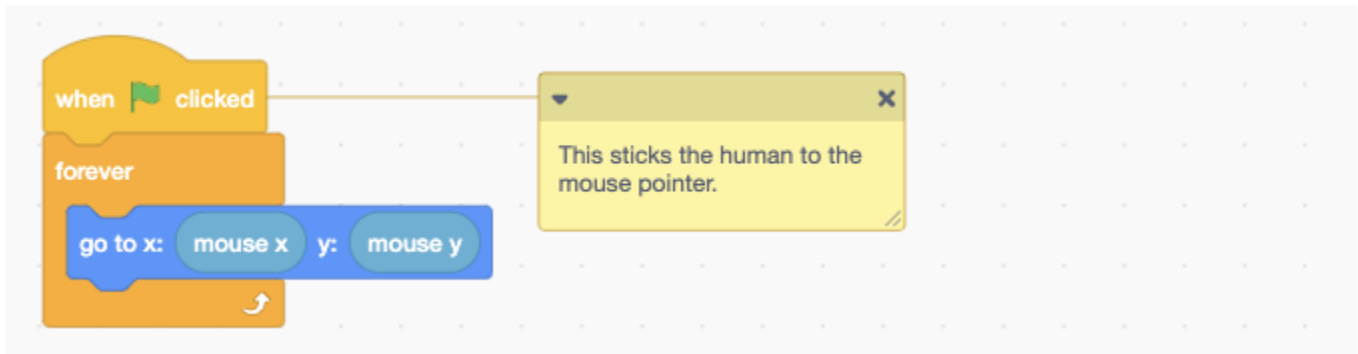 when clicked
This sticks the human to the
mouse pointer.
forever
go to x: mouse x y: mouse y